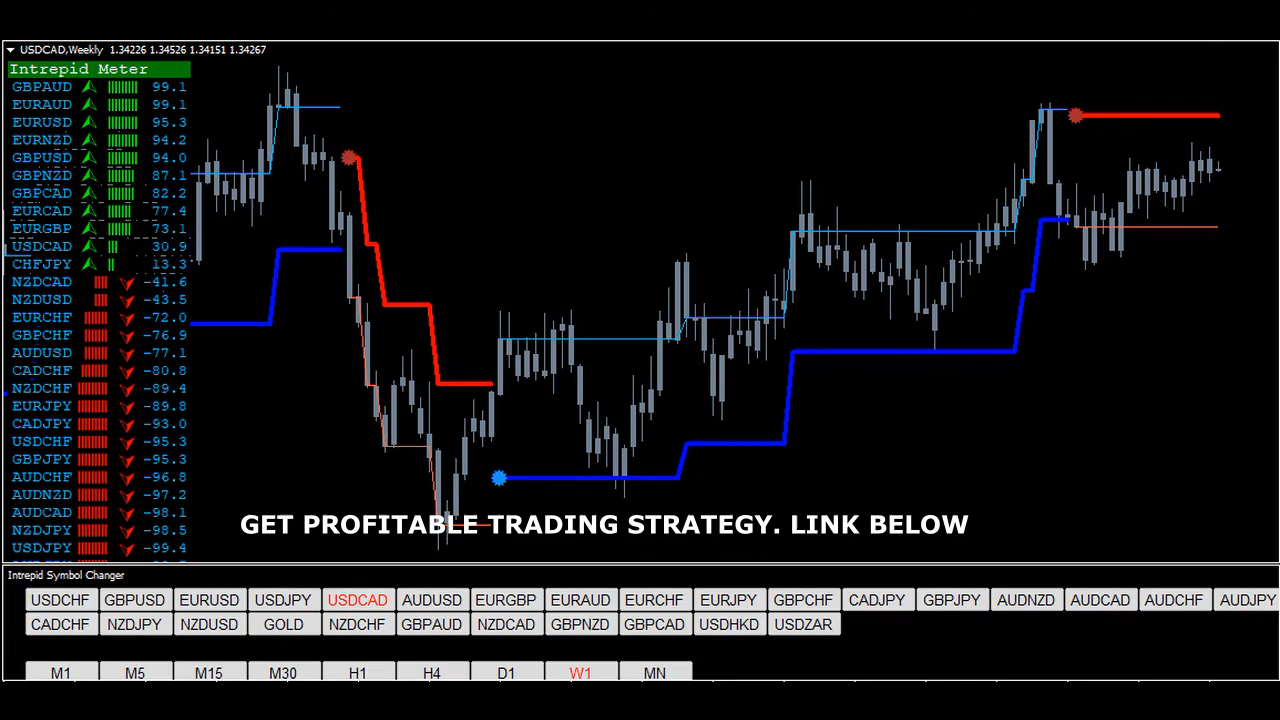 USDCAD,Weekly 1.34226 1.34526 1.34151 1.34267
Intrepid Meter
GBPAUD 99.1
EURAUD 99.1
EURUSD 95.3
EURNZD 94.2
GBPUSD 94.0
GBPNZD 87.1
GBPCAD 82.2
EURCAD 77.4
EURGBP 73.1
USDCAD 30.9
CHFJPY 13.3
NZDCAD -41.6
NZDUSD -43.5
EURCHF -72.0
GBPCHF -76.9
AUDUSD -77.1
CADCHF -80.8
NZDCHF -89.4
EURJPY -89.8
CADJPY -93.0
USDCHF -95.3
GBPJPY -95.3
AUDCHF -96.8
AUDNZD -97.2
AUDCAD -98.1
NZDJPY -98.5
USDJPY -99.4
GET PROFITABLE TRADING STRATEGY. LINK BELOW
Intrepid Symbol Changer
USDCHF GBPUSD EURUSD USDJPY USDCAD AUDUSD EURGBP EURAUD EURCHF EURJPY GBPCHF CADJPY GBPJPY AUDNZD AUDCAD AUDCHF AUDJPY
CADCHF NZDJPY NZDUSD GOLD NZDCHF GBPAUD NZDCAD GBPNZD GBPCAD USDHKD USDZAR
M1 M5 M15 M30 H1 H4 D1 W1 MN